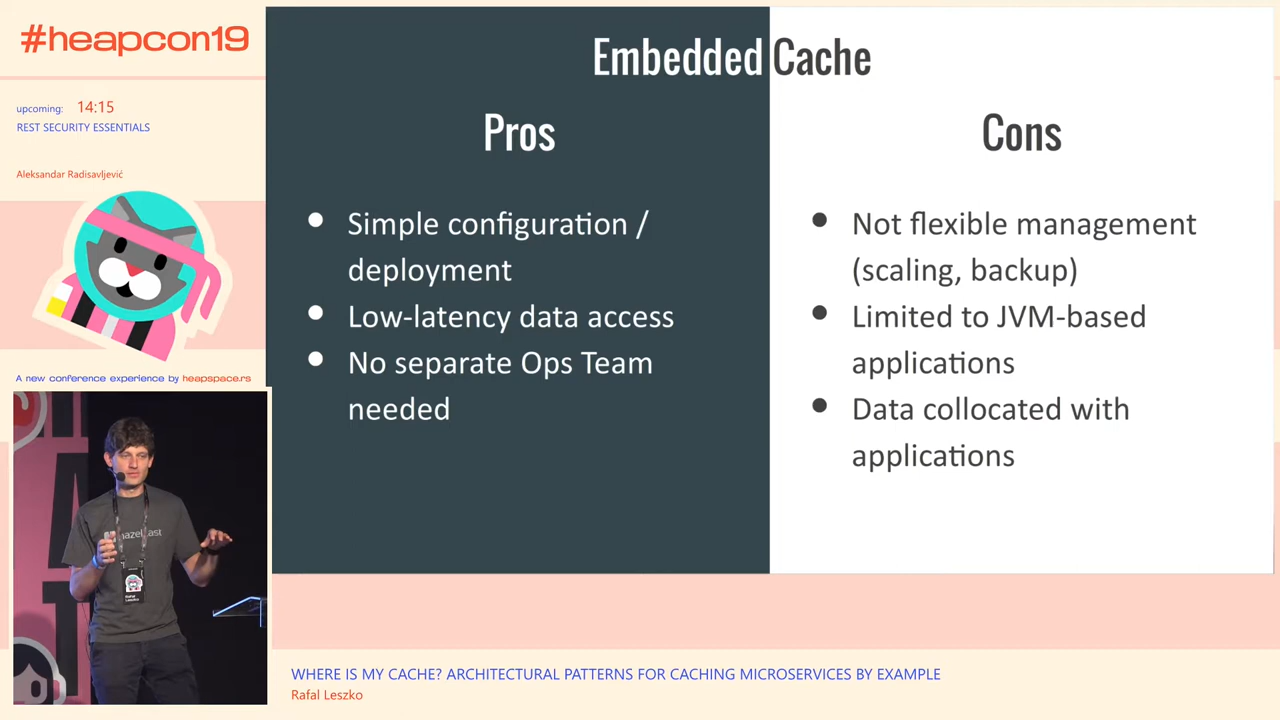 #heapcon19
upcoming: 14:15
REST SECURITY ESSENTIALS
Aleksandar Radisavljević
A new conference experience by heapspace.rs
Embedded Cache
Pros
• Simple configuration /
deployment
• Low-latency data access
• No separate Ops Team
needed
Cons
• Not flexible management
(scaling, backup)
• Limited to JVM-based
applications
• Data collocated with
applications
hazelcast
Rafal
Leszko
WHERE IS MY CACHE? ARCHITECTURAL PATTERNS FOR CACHING MICROSERVICES BY EXAMPLE
Rafal Leszko